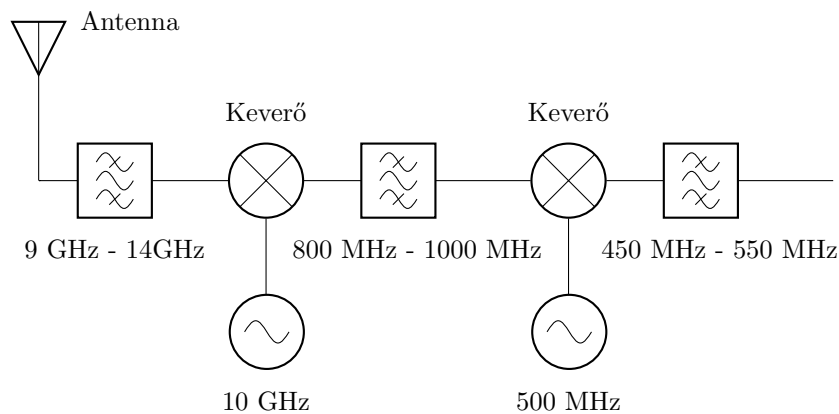 Antenna
Keverő
Keverő
9 GHz - 14GHz
800 MHz - 1000 MHz
450 MHz - 550 MHz
10 GHz
500 MHz